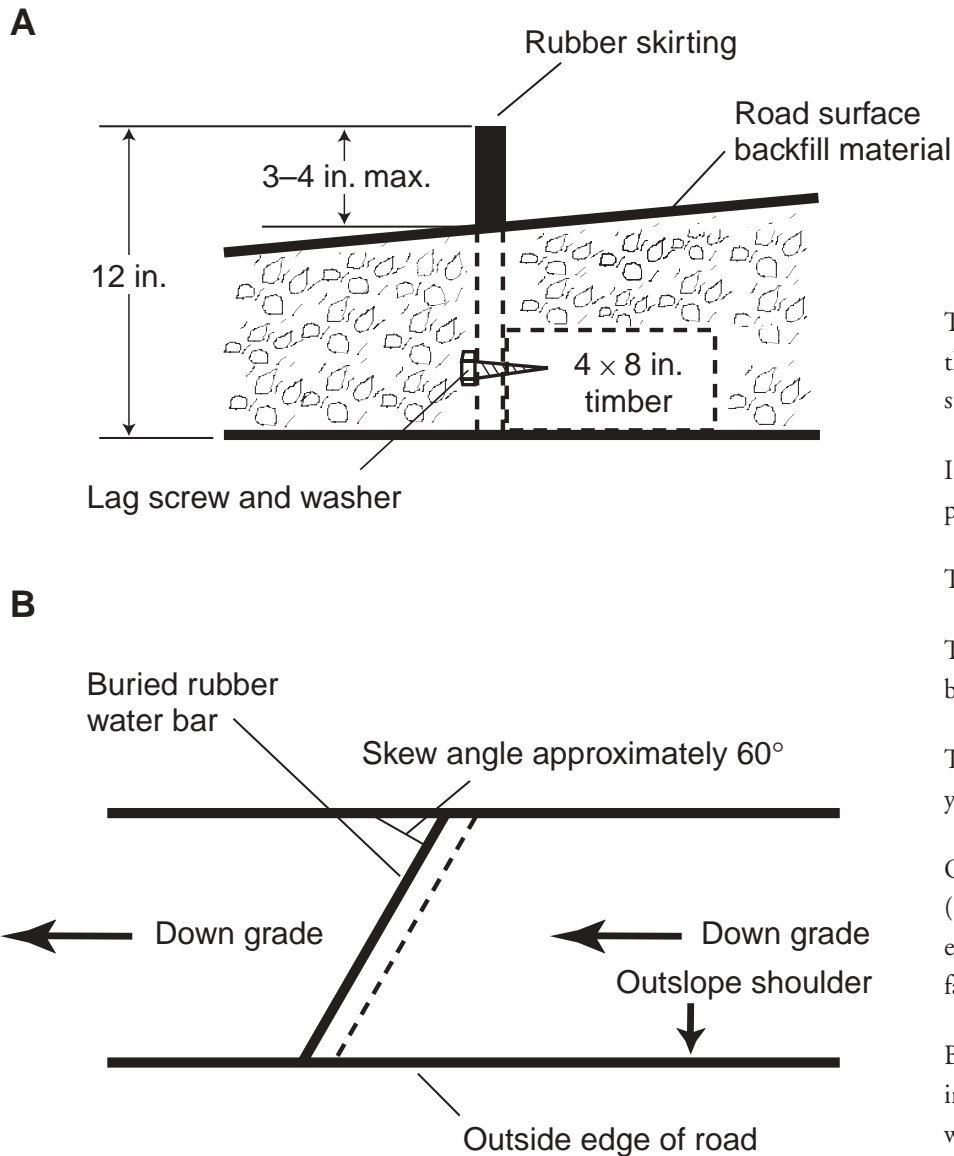 A
Rubber skirting
Road surface
backfill material
3–4 in. max.
12 in.
4 × 8 in.
timber
Lag screw and washer
B
Buried rubber
water bar
Skew angle approximately 60°
Down grade
Down grade
Outslope shoulder
Outside edge of road